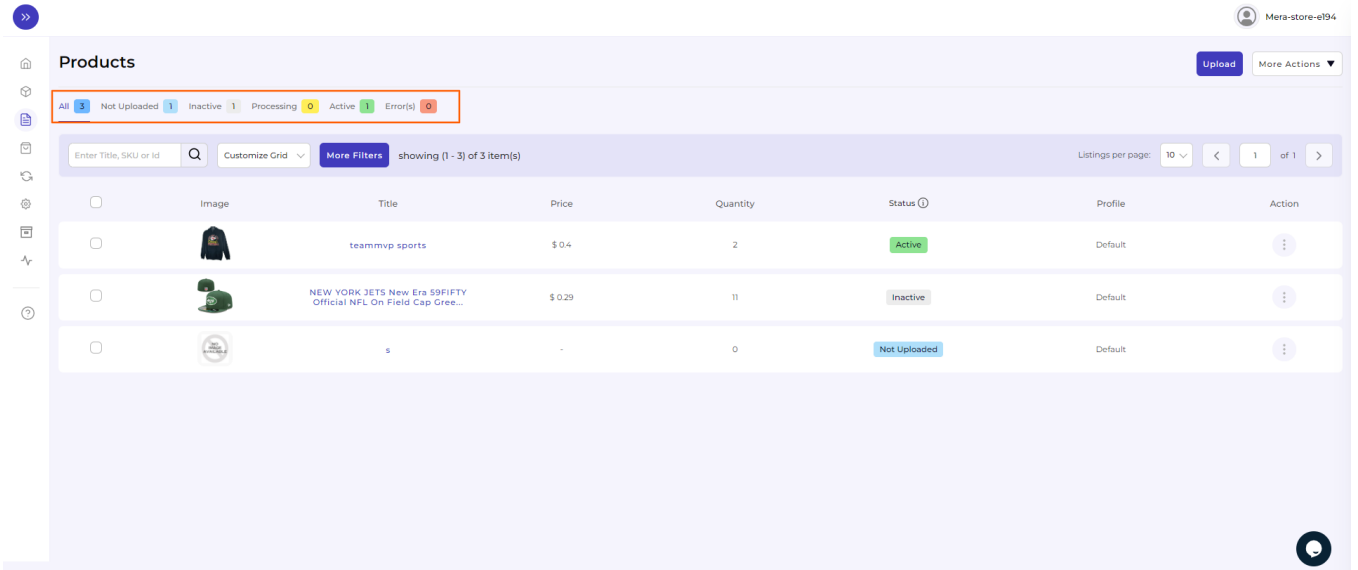 Mera-store-e194
Products
Upload
More Actions
All 3 Not Uploaded 1 Inactive 1 Processing 0 Active 1 Error(s) 0
Enter Title, SKU or Id
Customize Grid
More Filters
showing (1 - 3) of 3 item(s)
Listings per page: 10
1 of 1
Image Title Price Quantity Status Profile Action
teammvp sports $ 0.4 2 Active Default
NEW YORK JETS New Era 59FIFTY
Official NFL On Field Cap Gree...
$ 0.29 11 Inactive Default
NO
IMAGE
AVAILABLE
s - 0 Not Uploaded Default